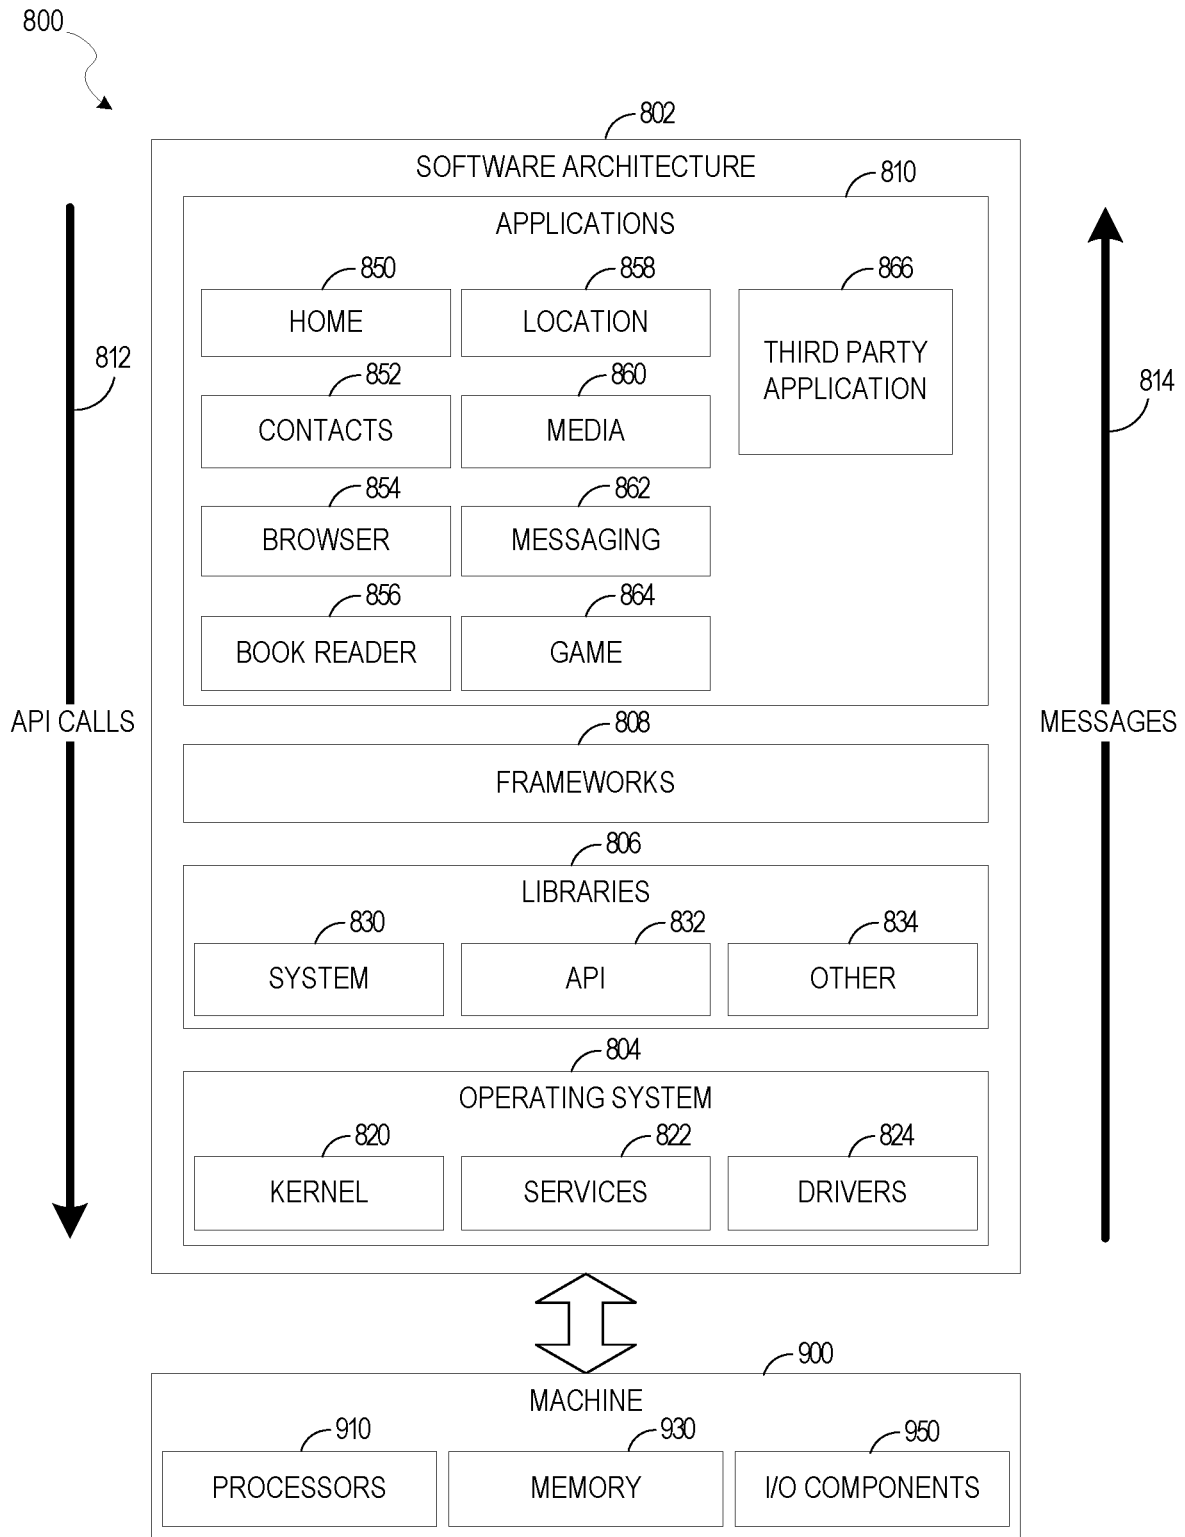 800
802
SOFTWARE ARCHITECTURE
810
APPLICATIONS
850
858
866
HOME
LOCATION
THIRD PARTY
APPLICATION
812
852
860
814
CONTACTS
MEDIA
854
862
BROWSER
MESSAGING
856
864
BOOK READER
GAME
API CALLS
808
MESSAGES
FRAMEWORKS
806
LIBRARIES
830
832
834
SYSTEM
API
OTHER
804
OPERATING SYSTEM
820
822
824
KERNEL
SERVICES
DRIVERS
900
MACHINE
910
930
950
PROCESSORS
MEMORY
I/O COMPONENTS